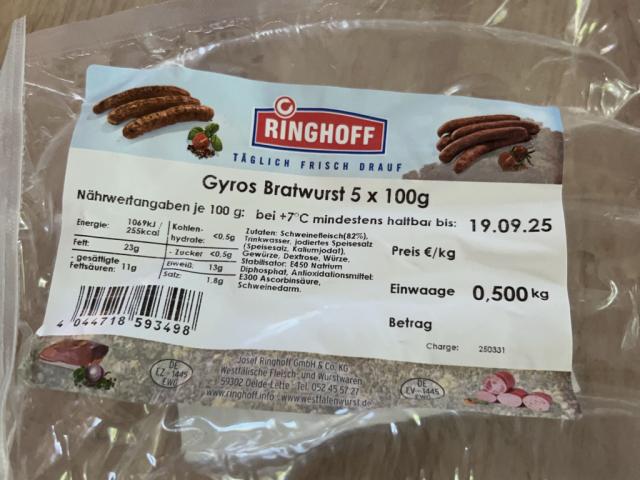 RINGHOFF
TÄGLICH FRISCH DRAUF
Gyros Bratwurst 5 x 100g
Nährwertangaben je 100 g: bei +7°C mindestens haltbar bis: 19.09.25
Energie: 1069kJ /
255kcal
Fett: 23g
- gesättigte
Fettsäuren: 11g
Kohlen-
hydrate: <0,5g
- Zucker <0,5g
Eiweiß: 13g
Salz: 1,8g
Zutaten: Schweinefleisch(82%),
Trinkwasser, jodiertes Speisesalz
(Speisesalz, Kaliumjodat),
Gewürze, Dextrose, Würze,
Stabilisator: E450 Natrium
Diphosphat, Antioxidationsmittel:
E300 Ascorbinsäure,
Schweinedarm.
Preis €/kg
Einwaage 0,500 kg
Betrag
Charge: 250331
4 044718 593498
DE
EZ-1445
EWG
Josef Ringhoff GmbH & Co. KG
Westfälische Fleisch- und Wurstwaren
59302 Oelde-Lette · Tel. 052 45 57 27
www.ringhoff.info · www.westfalenwurst.de
DE
EV-1445
EWG